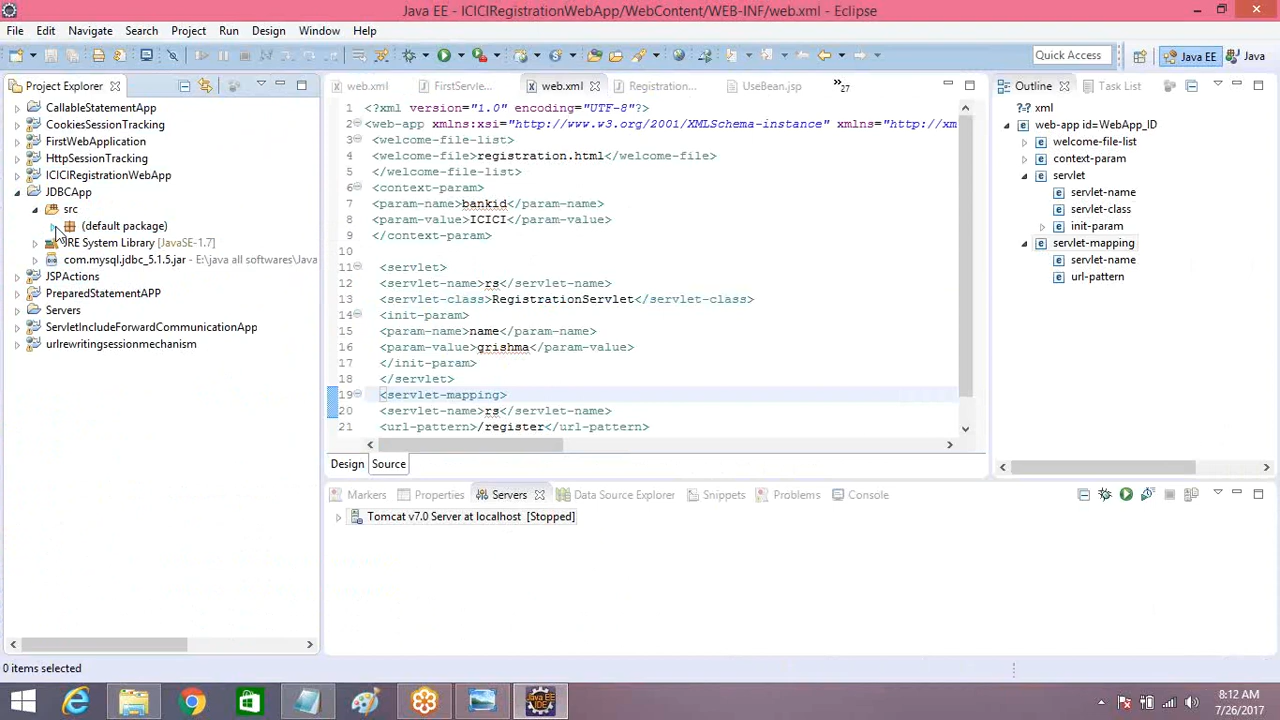 Java EE - ICICIRegistrationWebApp/WebContent/WEB-INF/web.xml - Eclipse
File Edit Navigate Search Project Run Design Window Help
Quick Access
Java EE
Java
Project Explorer
CallableStatementApp
CookiesSessionTracking
FirstWebApplication
HttpSessionTracking
ICICIRegistrationWebApp
JDBCApp
src
(default package)
JRE System Library [JavaSE-1.7]
com.mysql.jdbc_5.1.5.jar - E:\java all softwares\Java
JSPActions
PreparedStatementAPP
Servers
ServletIncludeForwardCommunicationApp
urlrewritingsessionmechanism
web.xml
FirstServle...
web.xml
Registration...
UseBean.jsp
»27
1 <?xml version="1.0" encoding="UTF-8"?>
2 <web-app xmlns:xsi="http://www.w3.org/2001/XMLSchema-instance" xmlns="http://xm
3 <welcome-file-list>
4 <welcome-file>registration.html</welcome-file>
5 </welcome-file-list>
6 <context-param>
7 <param-name>bankid</param-name>
8 <param-value>ICICI</param-value>
9 </context-param>
10
11 <servlet>
12 <servlet-name>rs</servlet-name>
13 <servlet-class>RegistrationServlet</servlet-class>
14 <init-param>
15 <param-name>name</param-name>
16 <param-value>grishma</param-value>
17 </init-param>
18 </servlet>
19 <servlet-mapping>
20 <servlet-name>rs</servlet-name>
21 <url-pattern>/register</url-pattern>
Design
Source
Outline
Task List
xml
web-app id=WebApp_ID
welcome-file-list
context-param
servlet
servlet-name
servlet-class
init-param
servlet-mapping
servlet-name
url-pattern
Markers
Properties
Servers
Data Source Explorer
Snippets
Problems
Console
Tomcat v7.0 Server at localhost [Stopped]
0 items selected
Java EE
IDE
8:12 AM
7/26/2017